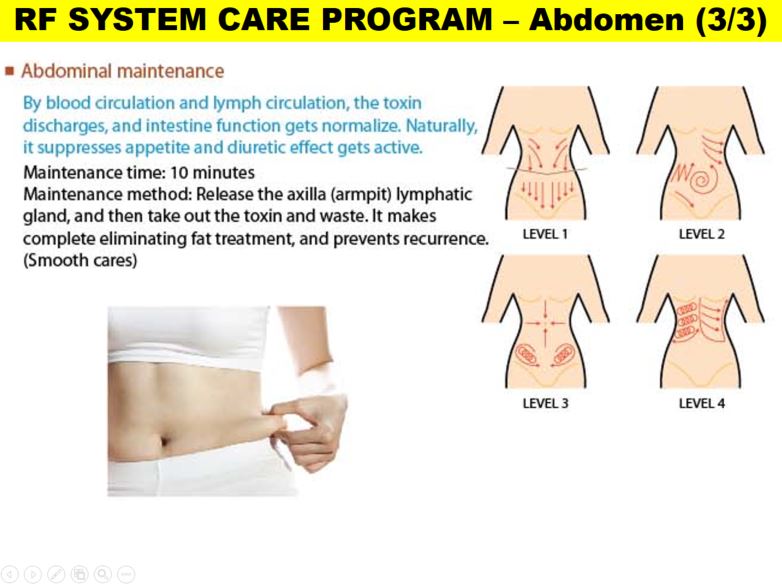 RF SYSTEM CARE PROGRAM – Abdomen (3/3)
Abdominal maintenance
By blood circulation and lymph circulation, the toxin
discharges, and intestine function gets normalize. Naturally,
it suppresses appetite and diuretic effect gets active.
Maintenance time: 10 minutes
Maintenance method: Release the axilla (armpit) lymphatic
gland, and then take out the toxin and waste. It makes
complete eliminating fat treatment, and prevents recurrence.
(Smooth cares)
LEVEL 1
LEVEL 2
LEVEL 3
LEVEL 4